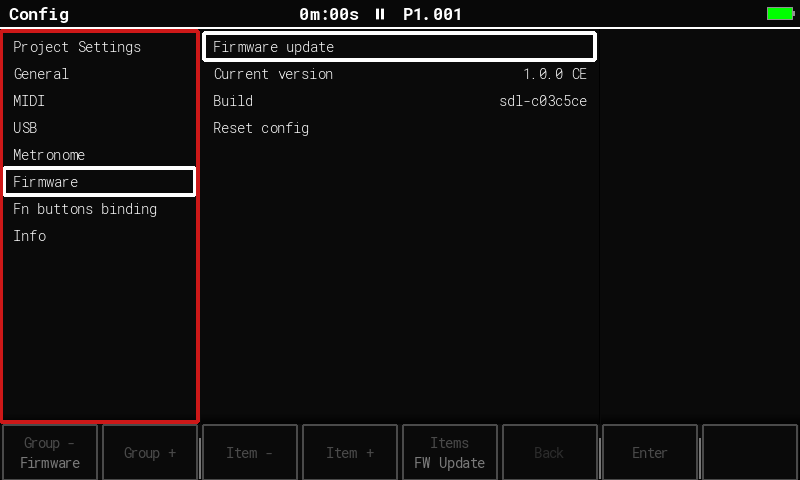 Config 0m:00s P1.001
Project Settings
General
MIDI
USB
Metronome
Firmware
Fn buttons binding
Info
Firmware update
Current version 1.0.0 CE
Build sdl-c03c5ce
Reset config
Group -
Firmware
Group +
Item -
Item +
Items
FW Update
Back
Enter